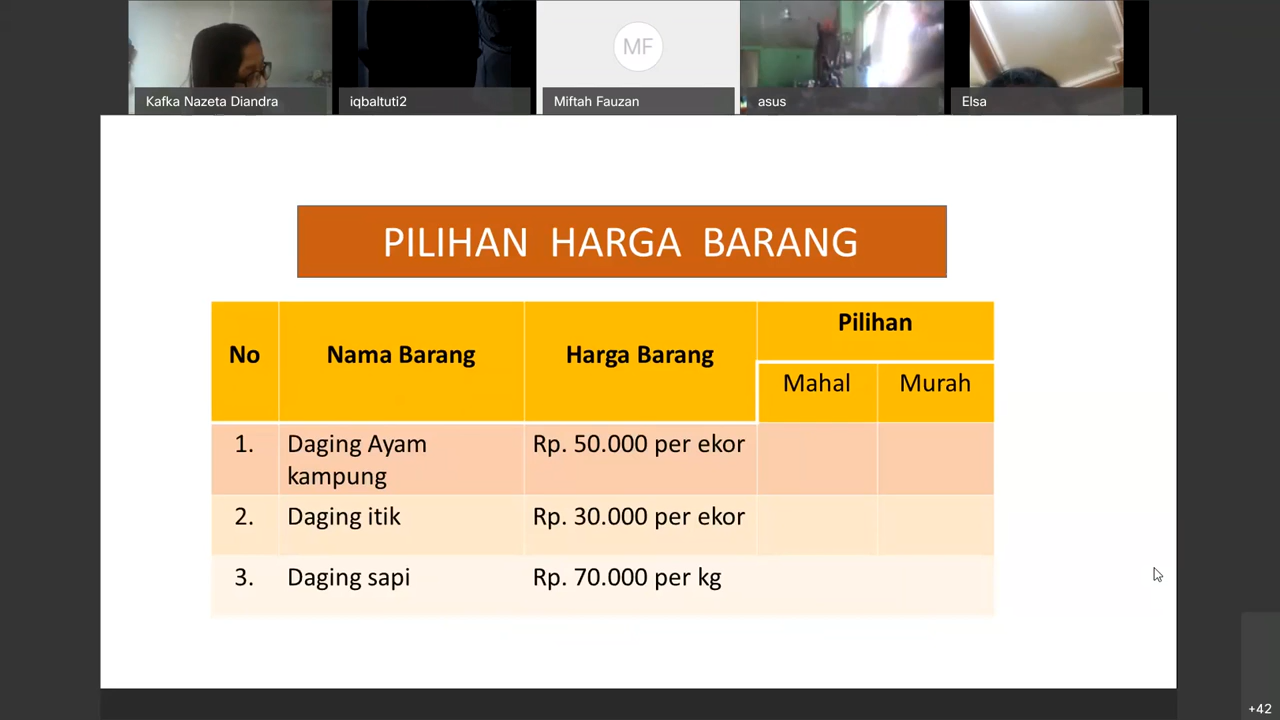 MF
Kafka Nazeta Diandra
iqbaltuti2
Miftah Fauzan
asus
Elsa
PILIHAN HARGA BARANG
No
Nama Barang
Harga Barang
Pilihan
Mahal
Murah
1.
Daging Ayam
kampung
Rp. 50.000 per ekor
2.
Daging itik
Rp. 30.000 per ekor
3.
Daging sapi
Rp. 70.000 per kg
+42